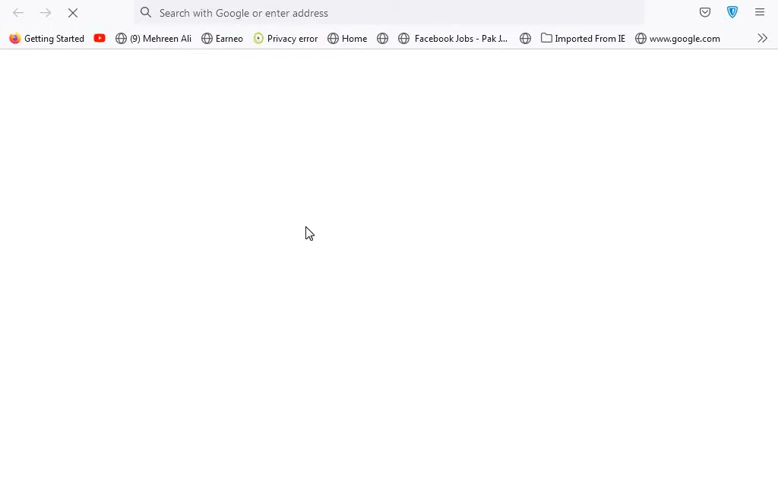 Search with Google or enter address
Getting Started (9) Mehreen Ali Earneo Privacy error Home Facebook Jobs - Pak J... Imported From IE www.google.com